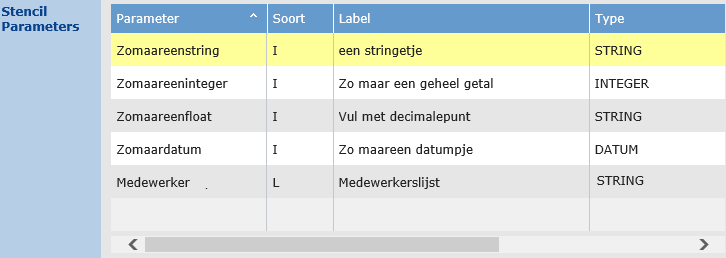 Stencil
Parameters
Parameter Soort Label Type
Zomaareenstring I een stringetje STRING
Zomaareeninteger I Zo maar een geheel getal INTEGER
Zomaareenfloat I Vul met decimalepunt STRING
Zomaardatum I Zo maareen datumpje DATUM
Medewerker . L Medewerkerslijst STRING